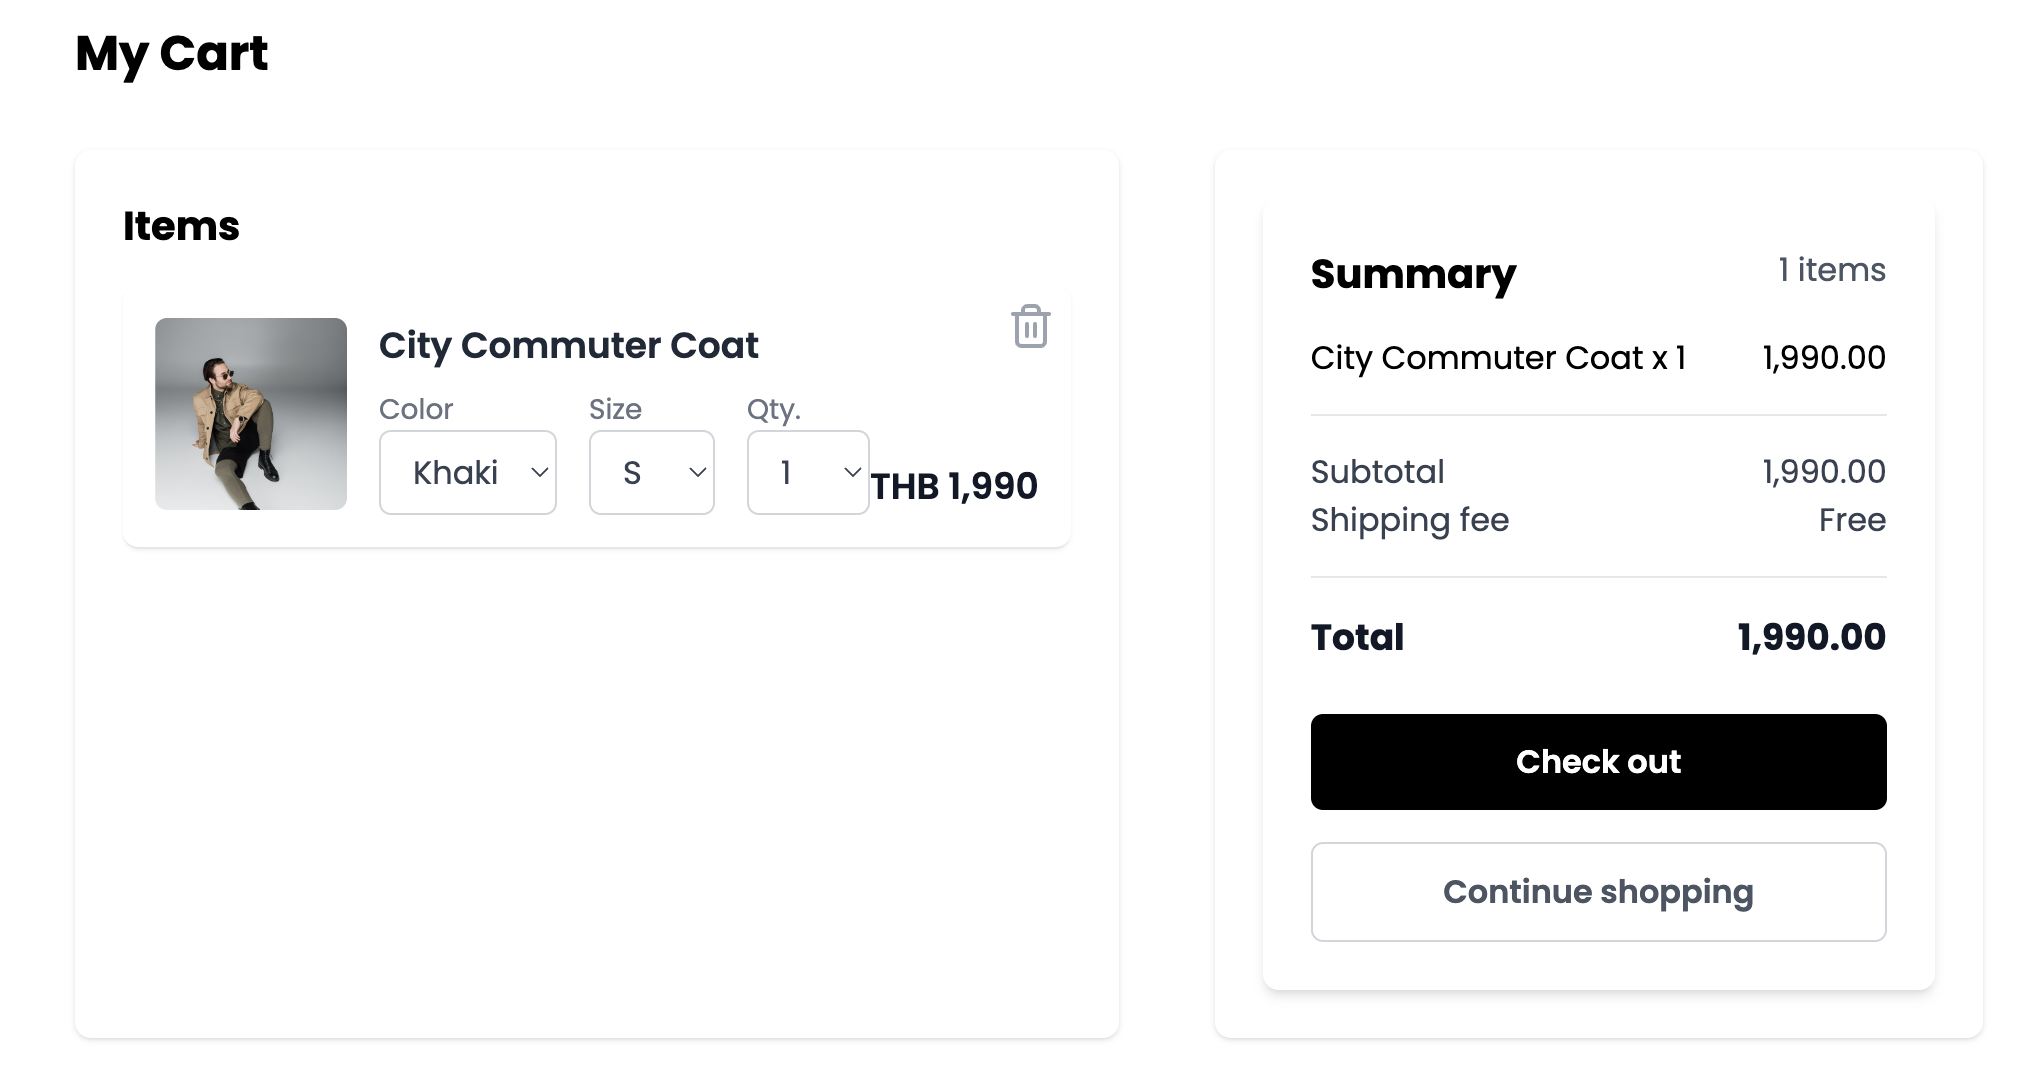 My Cart
Items
City Commuter Coat
Color
Size
Qty.
Khaki
S
1
THB 1,990
Summary
1 items
City Commuter Coat x 1
1,990.00
Subtotal
1,990.00
Shipping fee
Free
Total
1,990.00
Check out
Continue shopping